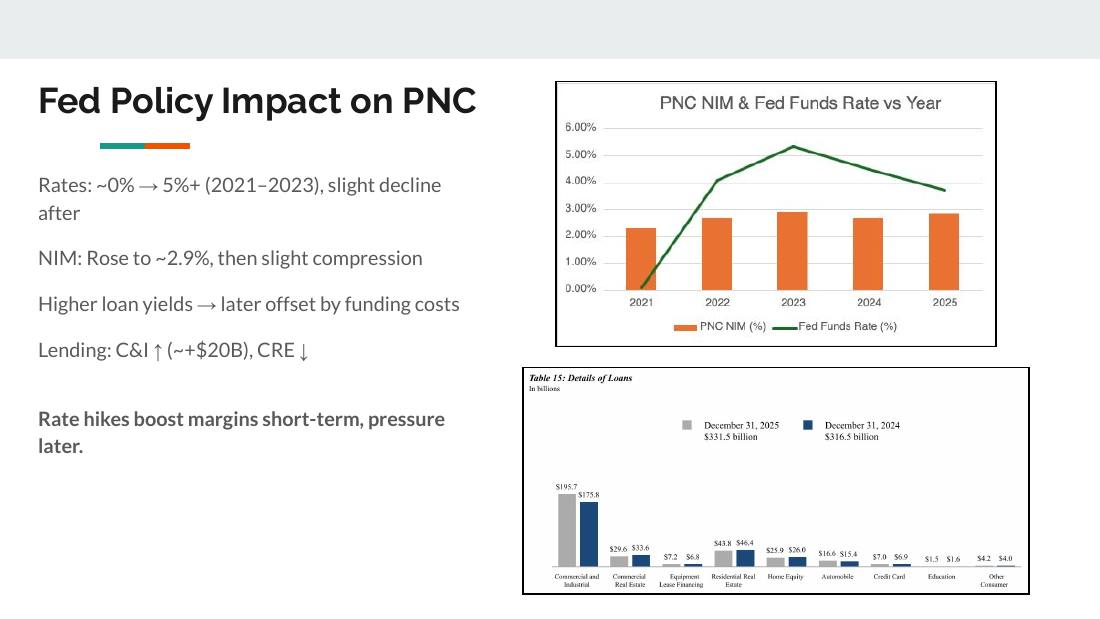 Fed Policy Impact on PNC
Rates: ~0% → 5%+ (2021–2023), slight decline
after
NIM: Rose to ~2.9%, then slight compression
Higher loan yields → later offset by funding costs
Lending: C&I ↑ (~+$20B), CRE ↓
Rate hikes boost margins short-term, pressure
later.
PNC NIM & Fed Funds Rate vs Year
6.00%
5.00%
4.00%
3.00%
2.00%
1.00%
0.00%
2021 2022 2023 2024 2025
PNC NIM (%) Fed Funds Rate (%)
Table 15: Details of Loans
In billions
December 31, 2025 December 31, 2024
$331.5 billion $316.5 billion
$195.7 $175.8
$29.6 $33.6
$7.2 $6.8
$43.8 $46.4
$25.9 $26.0
$16.6 $15.4
$7.0 $6.9
$1.5 $1.6
$4.2 $4.0
Commercial and Commercial Equipment Residential Real Home Equity Automobile Credit Card Education Other
Industrial Real Estate Lease Financing Estate Consumer